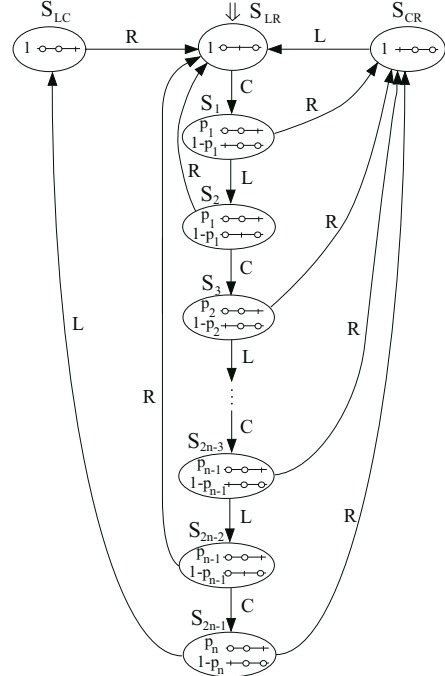 S_LC
S_LR
S_CR
1
R
1
L
1
C
S_1
p_1
1-p_1
R
L
R
S_2
p_1
1-p_1
R
C
S_3
p_2
1-p_2
L
L
R
R
C
S_2n-3
p_n-1
1-p_n-1
R
L
S_2n-2
p_n-1
1-p_n-1
C
S_2n-1
p_n
1-p_n